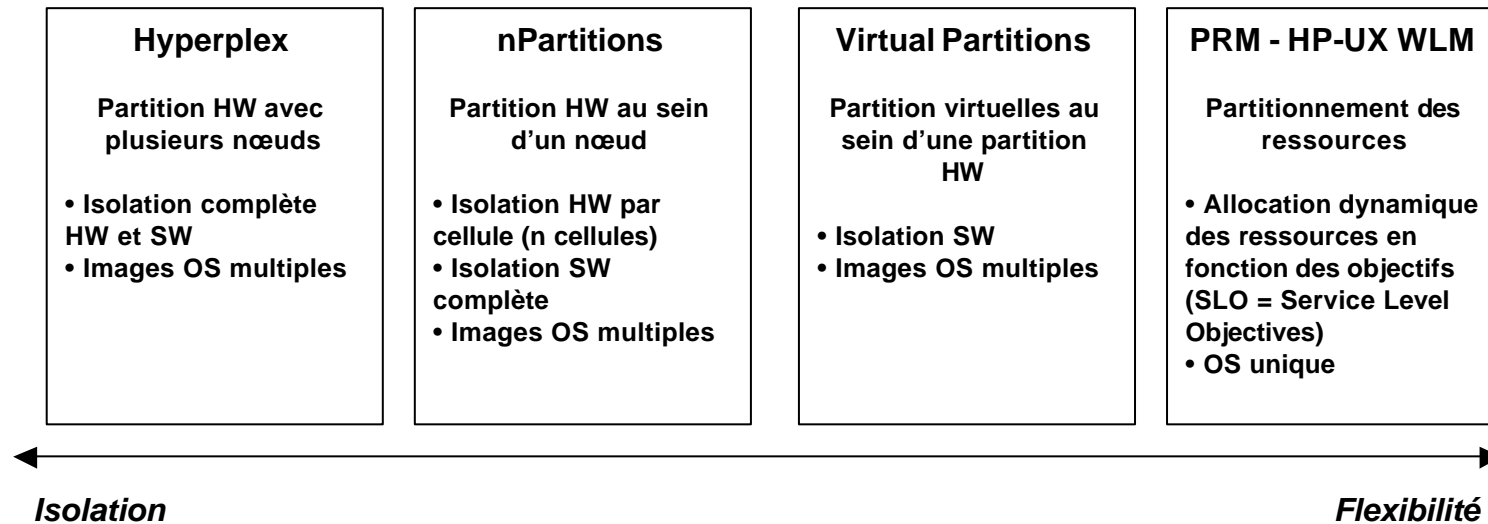 Hyperplex
Partition HW avec
plusieurs nœuds
• Isolation complète
HW et SW
• Images OS multiples
nPartitions
Partition HW au sein
d’un nœud
• Isolation HW par
cellule (n cellules)
• Isolation SW
complète
• Images OS multiples
Virtual Partitions
Partition virtuelles au
sein d’une partition
HW
• Isolation SW
• Images OS multiples
PRM - HP-UX WLM
Partitionnement des
ressources
• Allocation dynamique
des ressources en
fonction des objectifs
(SLO = Service Level
Objectives)
• OS unique
Isolation
Flexibilité